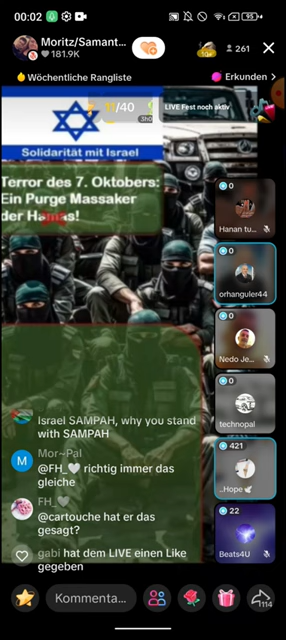 00:02
95
Moritz/Samant...
181.9K
10+
261
Wöchentliche Rangliste
Erkunden >
/40
LIVE Fest noch aktiv
Solidarität mit Israel
Terror des 7. Oktobers:
Ein Purge Massaker
der Hamas!
0
Hanan tu...
0
orhanguler44
0
Nedo Je...
0
technopal
421
..Hope
22
Beats4U
Israel SAMPAH, why you stand
with SAMPAH
Mor~Pal
M
@FH_🤍 richtig immer das
gleiche
FH_🤍
@cartouche hat er das
gesagt?
gabi hat dem LIVE einen Like
gegeben
Kommenta...
114